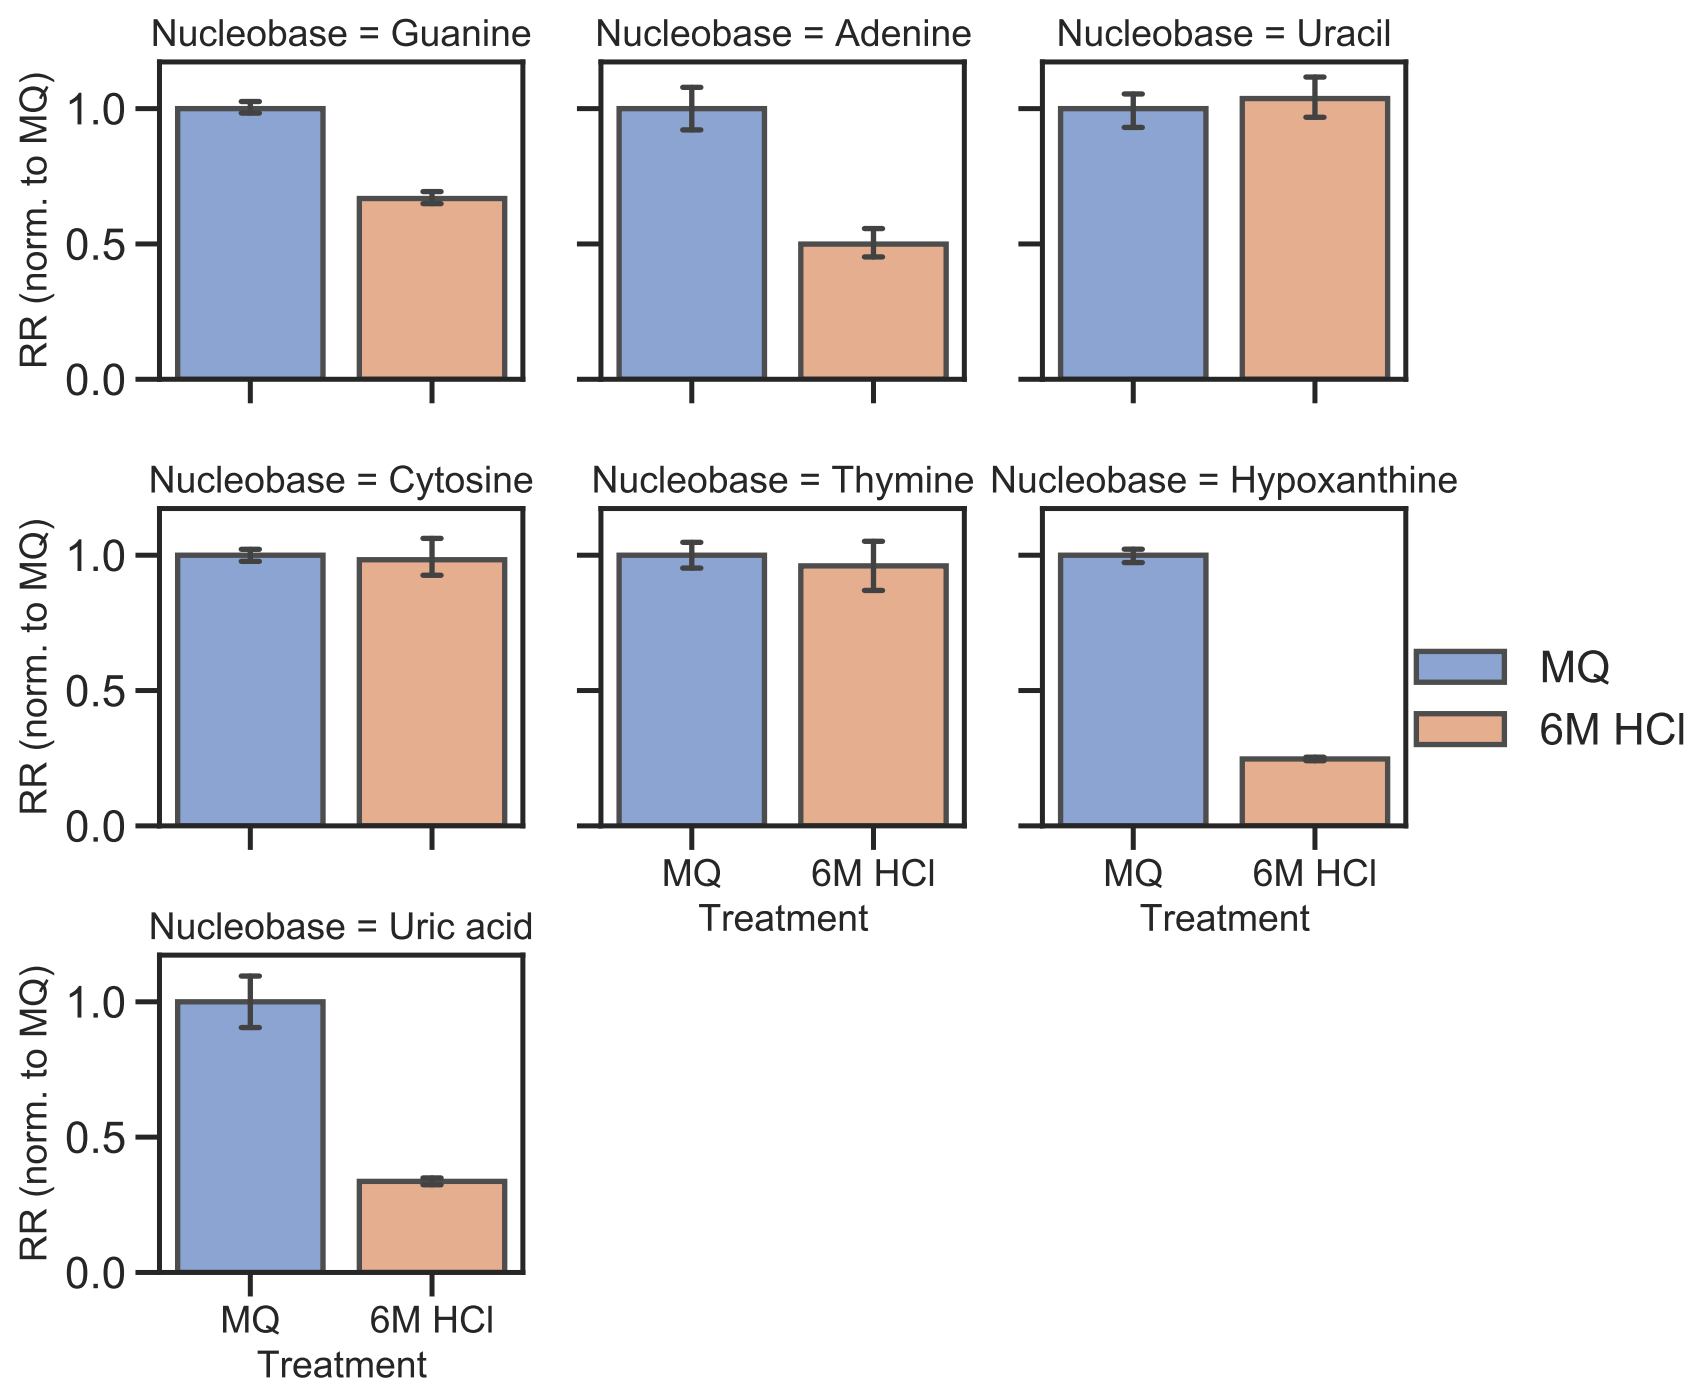 Nucleobase = Guanine
Nucleobase = Adenine
Nucleobase = Uracil
RR (norm. to MQ)
1.0
0.5
0.0
Nucleobase = Cytosine
Nucleobase = Thymine
Nucleobase = Hypoxanthine
RR (norm. to MQ)
1.0
0.5
0.0
MQ
6M HCl
Treatment
MQ
6M HCl
Treatment
MQ
6M HCl
Nucleobase = Uric acid
RR (norm. to MQ)
1.0
0.5
0.0
MQ
6M HCl
Treatment